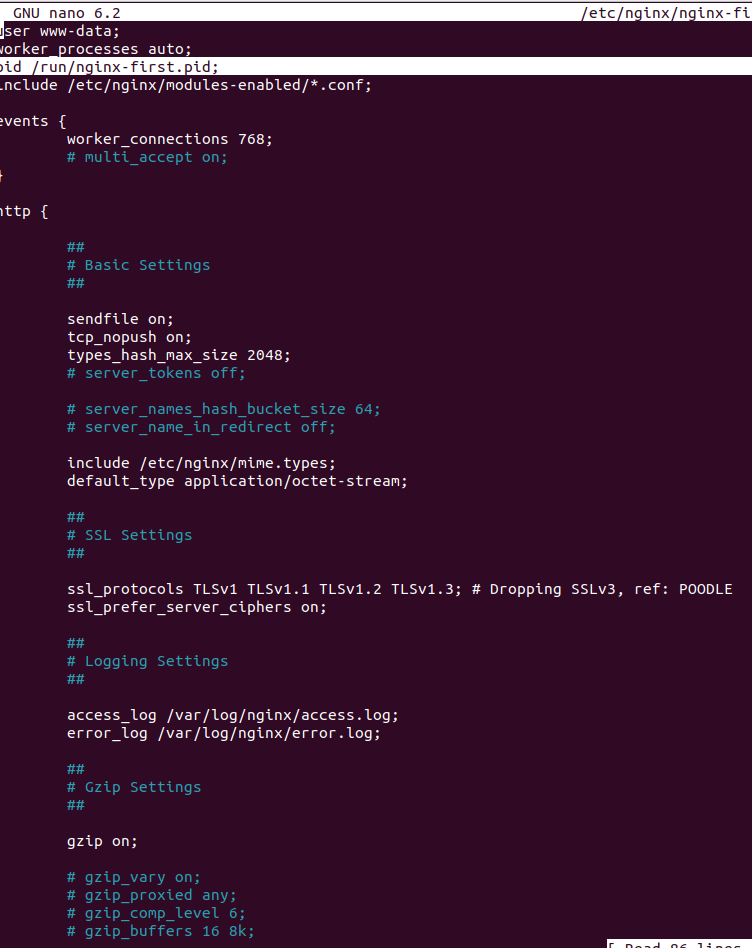 GNU nano 6.2 /etc/nginx/nginx-fi
user www-data;
worker_processes auto;
pid /run/nginx-first.pid;
include /etc/nginx/modules-enabled/*.conf;
events {
worker_connections 768;
# multi_accept on;
}
http {
##
# Basic Settings
##
sendfile on;
tcp_nopush on;
types_hash_max_size 2048;
# server_tokens off;
# server_names_hash_bucket_size 64;
# server_name_in_redirect off;
include /etc/nginx/mime.types;
default_type application/octet-stream;
##
# SSL Settings
##
ssl_protocols TLSv1 TLSv1.1 TLSv1.2 TLSv1.3; # Dropping SSLv3, ref: POODLE
ssl_prefer_server_ciphers on;
##
# Logging Settings
##
access_log /var/log/nginx/access.log;
error_log /var/log/nginx/error.log;
##
# Gzip Settings
##
gzip on;
# gzip_vary on;
# gzip_proxied any;
# gzip_comp_level 6;
# gzip_buffers 16 8k;
[ Read 86 lines